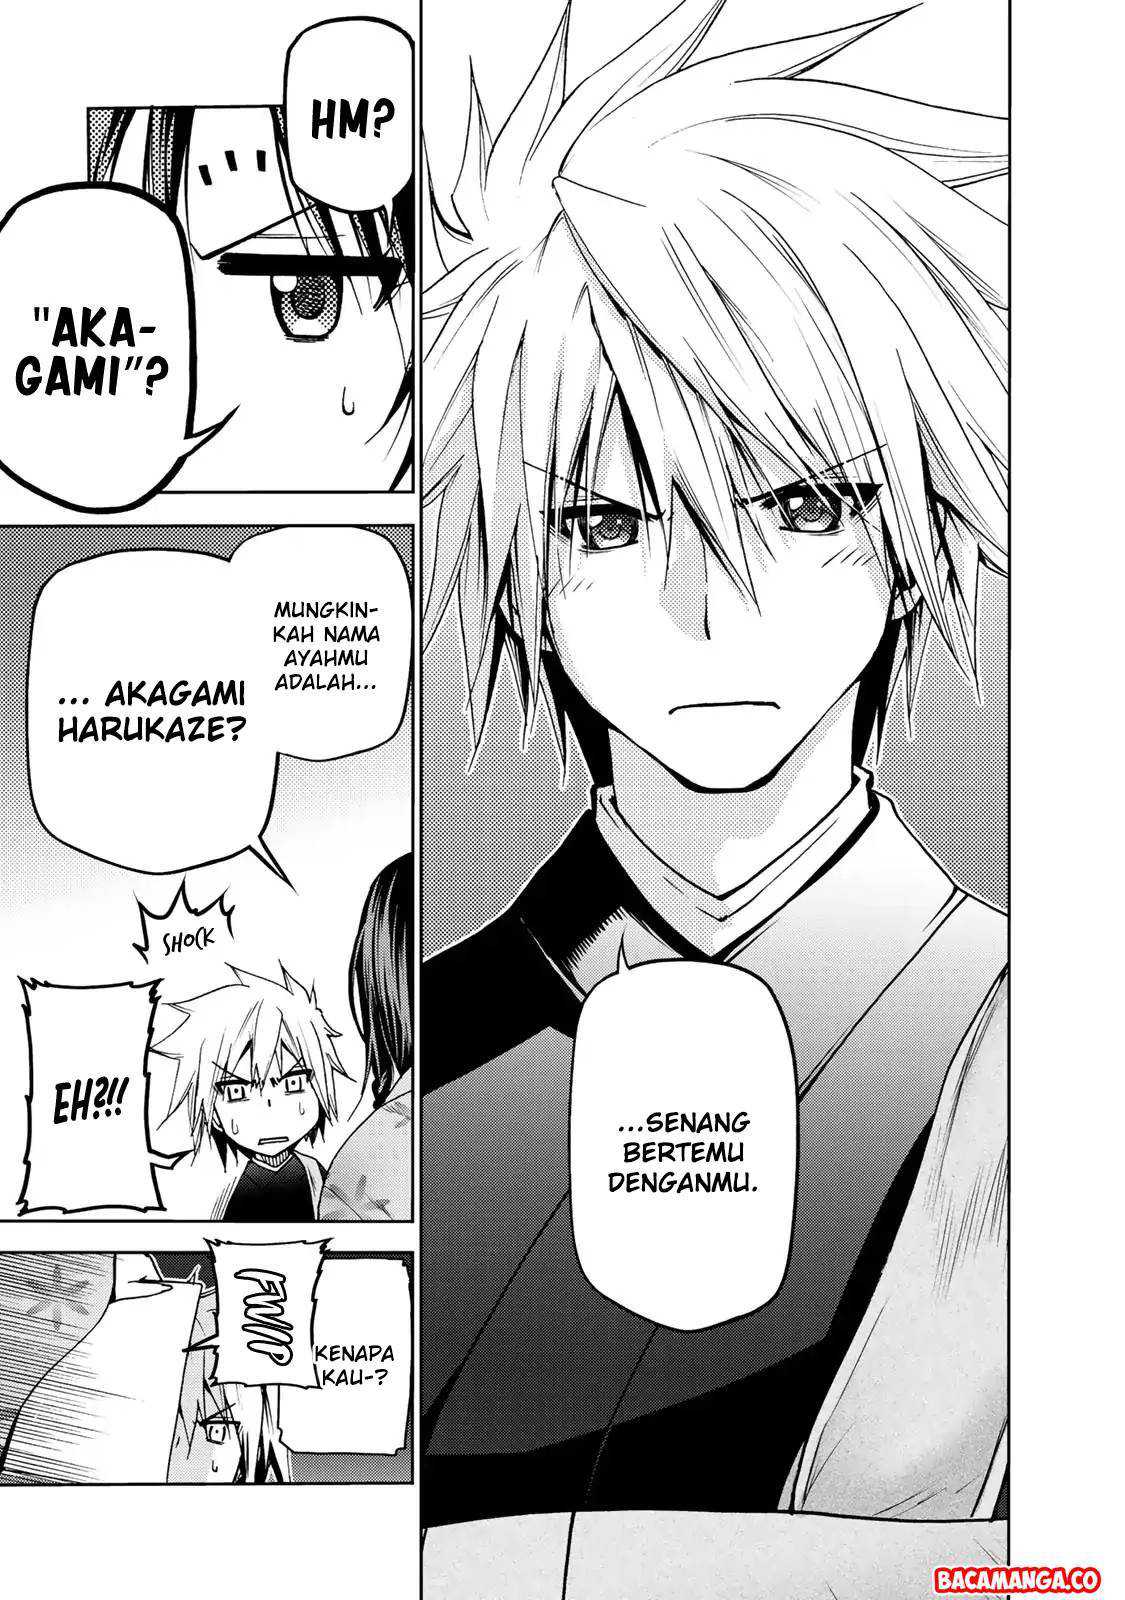 ...SENANG
BERTEMU
DENGANMU.
HM?
"AKA-
GAMI"?
MUNGKIN-
KAH NAMA
AYAHMU
ADALAH...
... AKAGAMI
HARUKAZE?
SHOCK
EH?!!
KENAPA
KAU-?
FWIP
BACAMANGA.CO